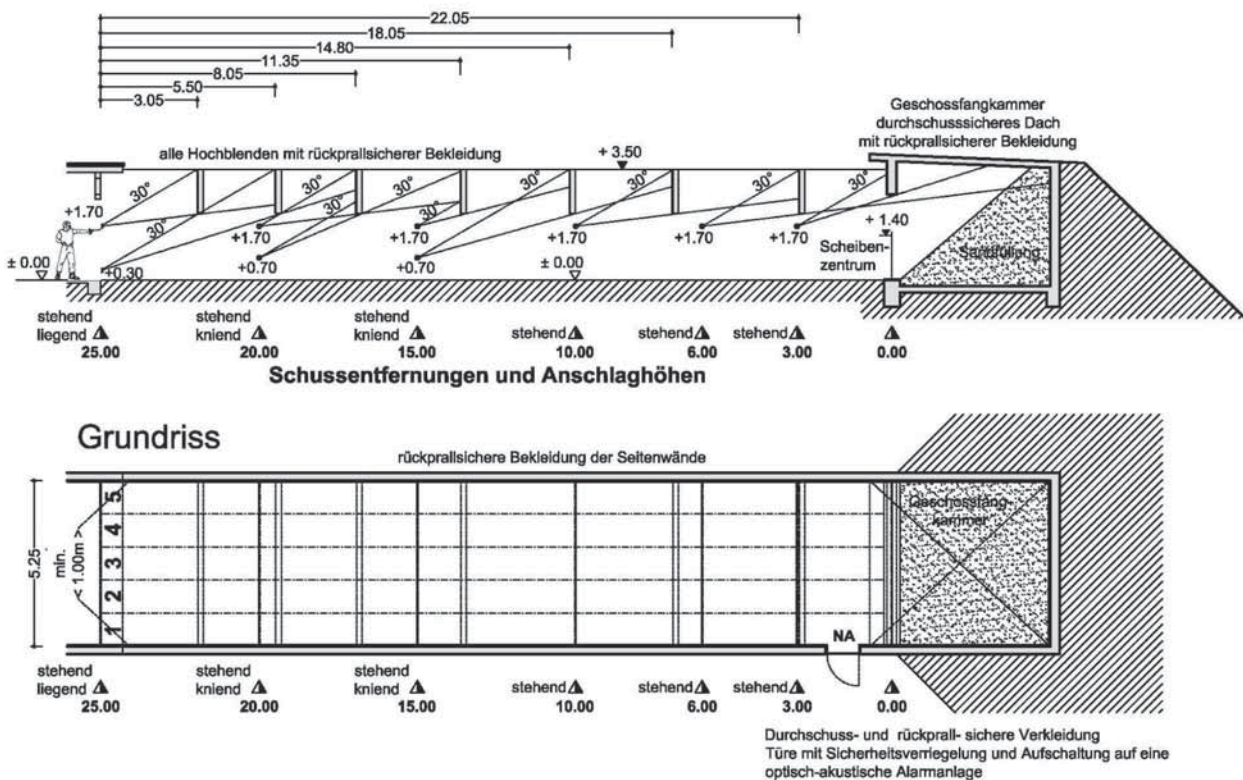 22.05
18.05
14.80
11.35
8.05
5.50
3.05
Geschossfangkammer
durchschusssicheres Dach
mit rückprallsicherer Bekleidung
alle Hochblenden mit rückprallsicherer Bekleidung
+ 3.50
30° 30° 30° 30° 30° 30° 30° 30°
30° 30° 30°
+1.70
+1.70 +1.70 +1.70 +1.70 +1.70
+ 1.40
Scheiben-
zentrum
Sandfüllung
± 0.00
+0.30
+0.70 +0.70
± 0.00
stehend stehend stehend
liegend kniend kniend stehend stehend stehend
25.00 20.00 15.00 10.00 6.00 3.00 0.00
Schussentfernungen und Anschlaghöhen
Grundriss
rückprallsichere Bekleidung der Seitenwände
5.25
min.
< 1.00m >
5
4
3
2
1
Geschossfang-
kammer
NA
stehend stehend stehend
liegend kniend kniend stehend stehend stehend
25.00 20.00 15.00 10.00 6.00 3.00 0.00
Durchschuss- und rückprall- sichere Verkleidung
Türe mit Sicherheitsverriegelung und Aufschaltung auf eine
optisch-akustische Alarmanlage